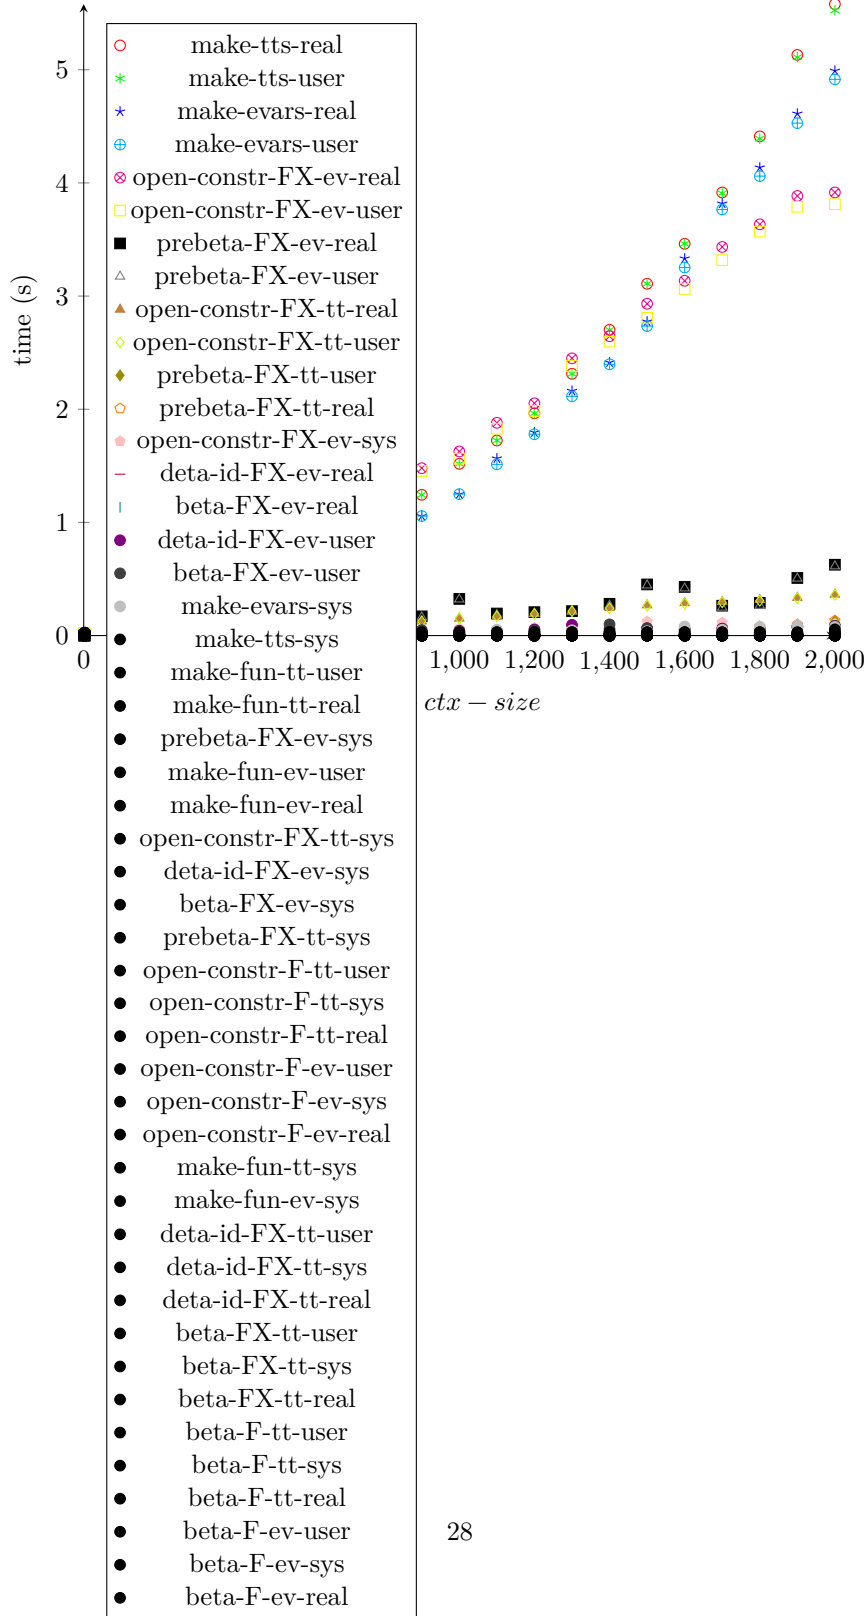 make-tts-real
make-tts-user
make-evars-real
make-evars-user
open-constr-FX-ev-real
open-constr-FX-ev-user
prebeta-FX-ev-real
prebeta-FX-ev-user
open-constr-FX-tt-real
open-constr-FX-tt-user
prebeta-FX-tt-user
prebeta-FX-tt-real
open-constr-FX-ev-sys
deta-id-FX-ev-real
beta-FX-ev-real
deta-id-FX-ev-user
beta-FX-ev-user
make-evars-sys
make-tts-sys
make-fun-tt-user
make-fun-tt-real
prebeta-FX-ev-sys
make-fun-ev-user
make-fun-ev-real
open-constr-FX-tt-sys
deta-id-FX-ev-sys
beta-FX-ev-sys
prebeta-FX-tt-sys
open-constr-F-tt-user
open-constr-F-tt-sys
open-constr-F-tt-real
open-constr-F-ev-user
open-constr-F-ev-sys
open-constr-F-ev-real
make-fun-tt-sys
make-fun-ev-sys
deta-id-FX-tt-user
deta-id-FX-tt-sys
deta-id-FX-tt-real
beta-FX-tt-user
beta-FX-tt-sys
beta-FX-tt-real
beta-F-tt-user
beta-F-tt-sys
beta-F-tt-real
beta-F-ev-user
beta-F-ev-sys
beta-F-ev-real
time (s)
5
4
3
2
1
0
0 1,000 1,200 1,400 1,600 1,800 2,000
ctx − size
28